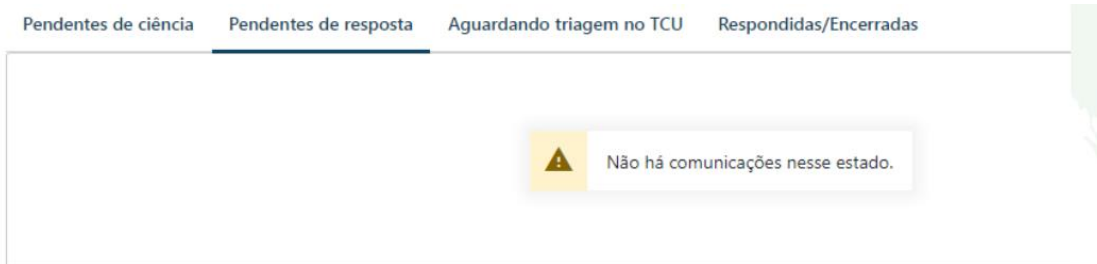 Pendentes de ciência Pendentes de resposta Aguardando triagem no TCU Respondidas/Encerradas
Não há comunicações nesse estado.